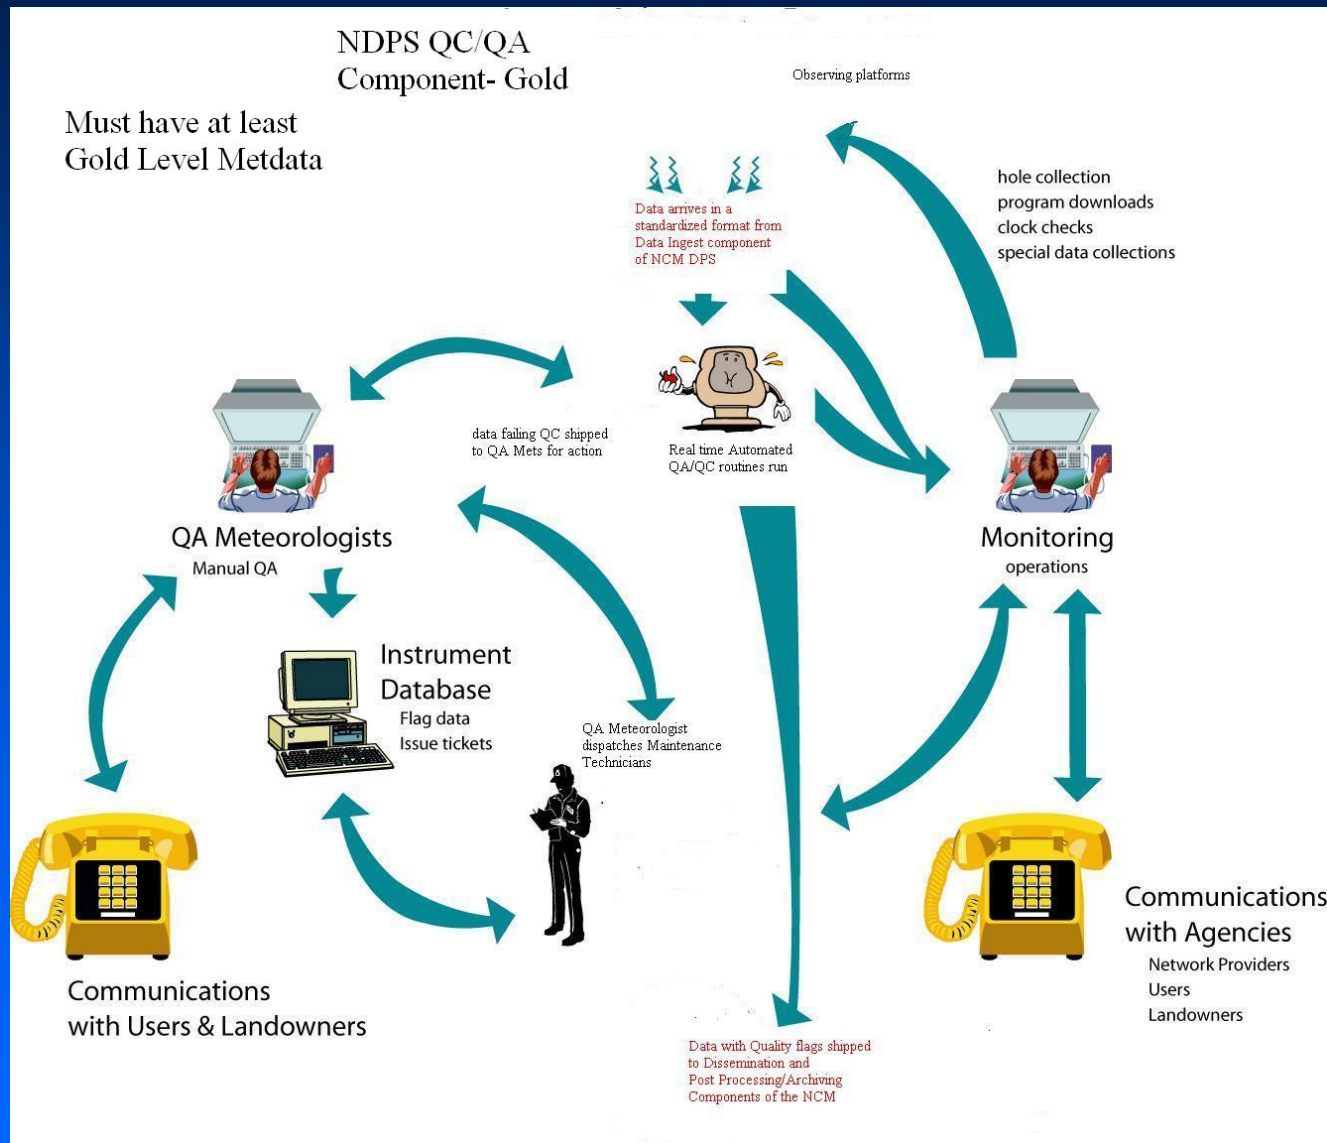 NDPS QC/QA
Component- Gold
Must have at least
Gold Level Metdata
Observing platforms
hole collection
program downloads
clock checks
special data collections
Data arrives in a
standardized format from
Data Ingest component
of NCM DPS
data failing QC shipped
to QA Mets for action
Real time Automated
QA/QC routines run
QA Meteorologists
Manual QA
Monitoring
operations
Instrument
Database
Flag data
Issue tickets
QA Meteorologist
dispatches Maintenance
Technicians
Communications
with Users & Landowners
Communications
with Agencies
Network Providers
Users
Landowners
Data with Quality flags shipped
to Dissemination and
Post Processing/Archiving
Components of the NCM